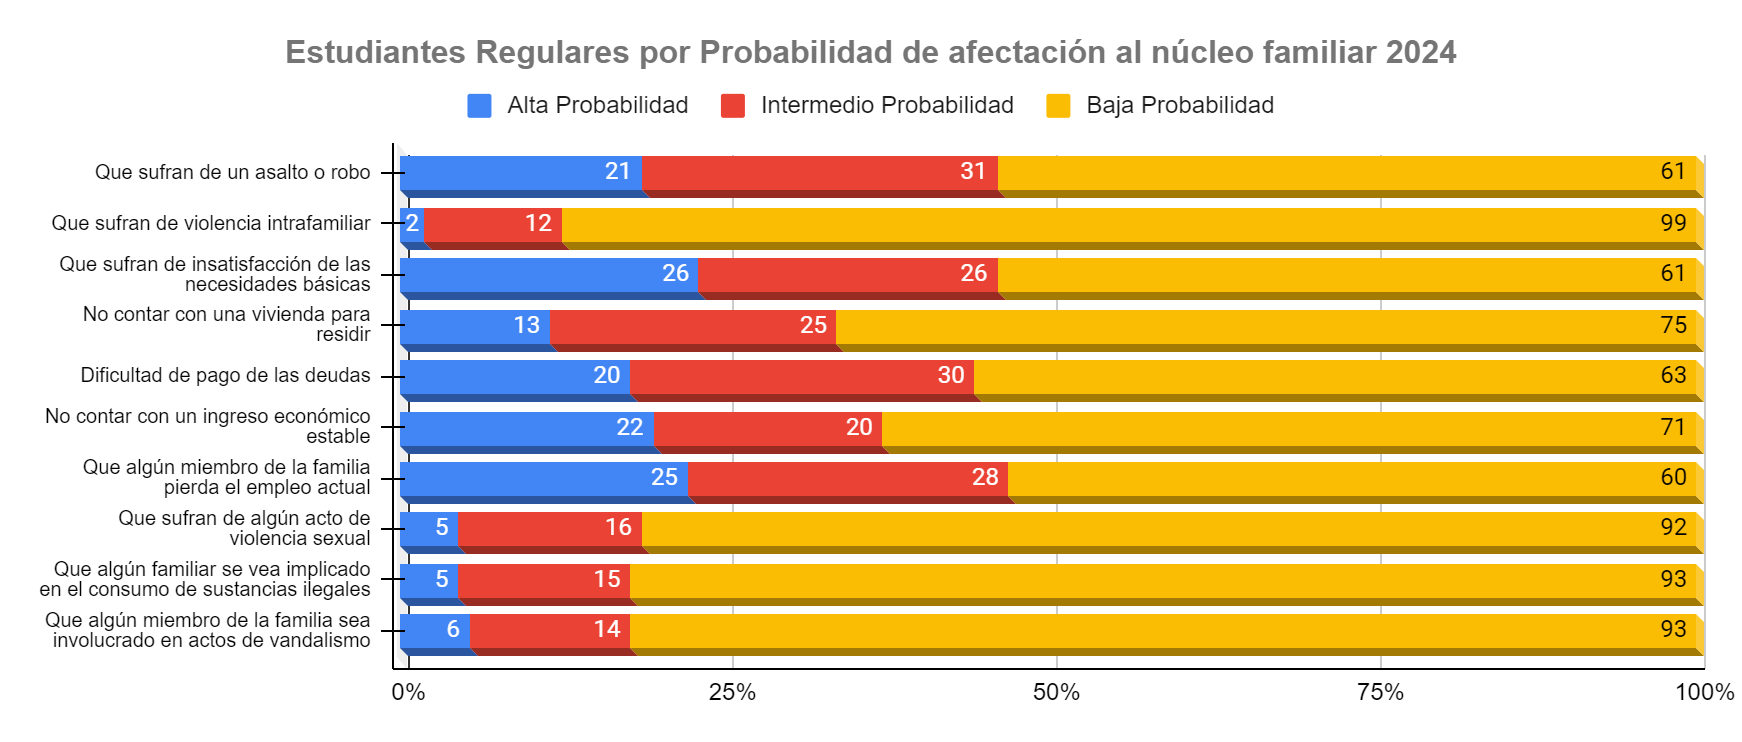 Estudiantes Regulares por Probabilidad de afectación al núcleo familiar 2024
Alta Probabilidad Intermedio Probabilidad Baja Probabilidad
Que sufran de un asalto o robo 21 31 61
Que sufran de violencia intrafamiliar 2 12 99
Que sufran de insatisfacción de las
necesidades básicas 26 26 61
No contar con una vivienda para
residir 13 25 75
Dificultad de pago de las deudas 20 30 63
No contar con un ingreso económico
estable 22 20 71
Que algún miembro de la familia
pierda el empleo actual 25 28 60
Que sufran de algún acto de
violencia sexual 5 16 92
Que algún familiar se vea implicado
en el consumo de sustancias ilegales 5 15 93
Que algún miembro de la familia sea
involucrado en actos de vandalismo 6 14 93
0% 25% 50% 75% 100%